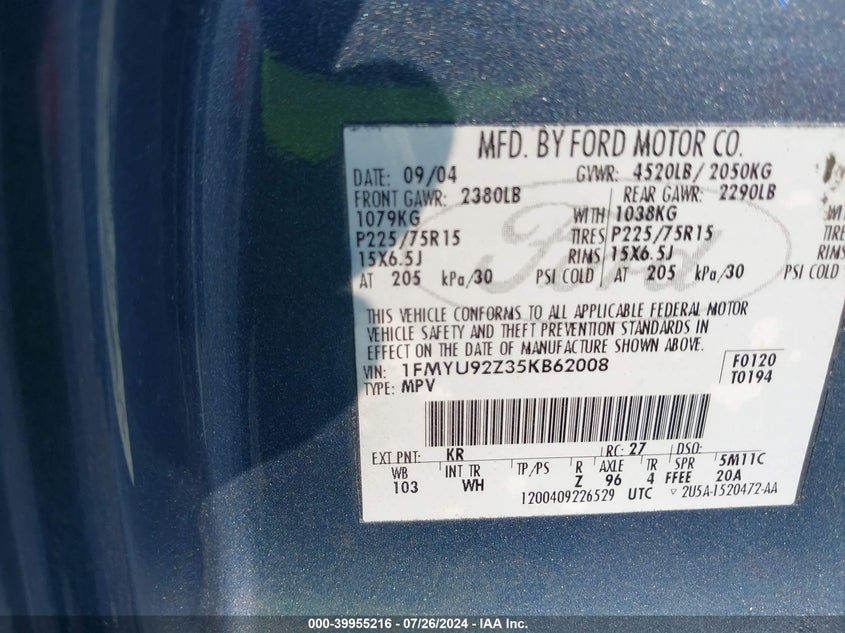 MFD. BY FORD MOTOR CO.
DATE: 09/04 GVWR: 4520LB/ 2050KG
FRONT GAWR: 2380LB REAR GAWR: 2290LB
1079KG WITH 1038KG
P225/75R15 TIRES P225/75R15 TIRES
15X6.5J RIMS 15X6.5J RIMS
AT 205 kPa/30 PSI COLD AT 205 kPa/30 PSI COLD
Ford
THIS VEHICLE CONFORMS TO ALL APPLICABLE FEDERAL MOTOR
VEHICLE SAFETY AND THEFT PREVENTION STANDARDS IN
EFFECT ON THE DATE OF MANUFACTURE SHOWN ABOVE.
VIN: 1FMYU92Z35KB62008 F0120
TYPE: MPV T0194
EXT PNT: KR RC: 27 DSO:
WB INT TR TP/PS R AXLE TR SPR 5M11C
103 WH Z 96 4 FFEE 20A
1200409226529 UTC ▽ 2U5A-1520472-AA
000-39955216 - 07/26/2024 - IAA Inc.